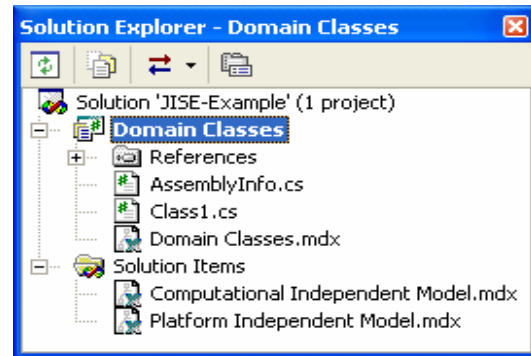 Solution Explorer - Domain Classes
Solution 'JISE-Example' (1 project)
Domain Classes
References
AssemblyInfo.cs
Class1.cs
Domain Classes.mdx
Solution Items
Computational Independent Model.mdx
Platform Independent Model.mdx